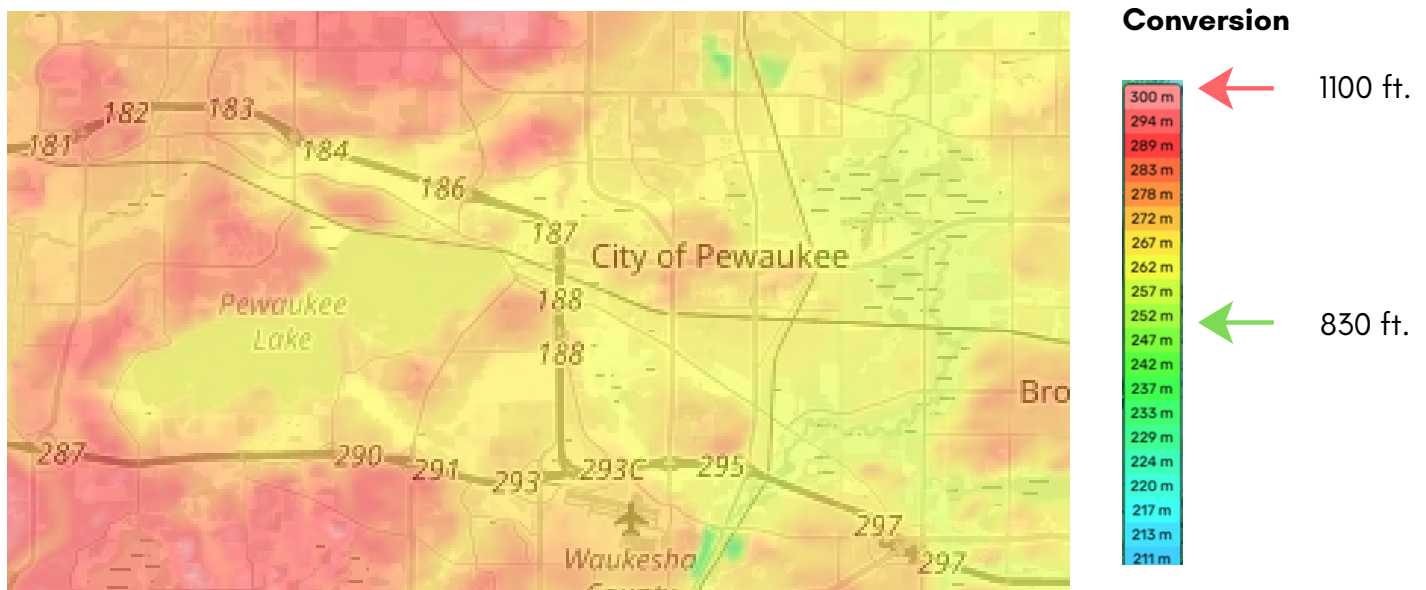 Conversion
1100 ft.
830 ft.
300 m
294 m
289 m
283 m
278 m
272 m
267 m
262 m
257 m
252 m
247 m
242 m
237 m
233 m
229 m
224 m
220 m
217 m
213 m
211 m
182
183
181
184
186
187
City of Pewaukee
Pewaukee
Lake
188
188
Bro
287
290
291
293
293C
295
297
297
Waukesha